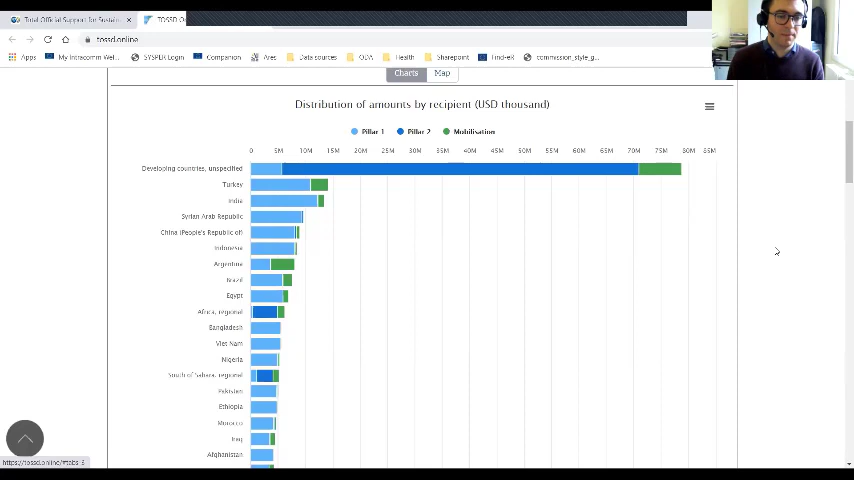 Total Official Support for Sustain
TOSSD O
tossd.online
Apps
My Intracomm Wel...
SYSPER Login
Companion
Ares
Data sources
ODA
Health
Sharepoint
Find-eR
commission_style_g...
Charts
Map
Distribution of amounts by recipient (USD thousand)
Pillar 1
Pillar 2
Mobilisation
0 5M 10M 15M 20M 25M 30M 35M 40M 45M 50M 55M 60M 65M 70M 75M 80M 85M
Developing countries, unspecified
Turkey
India
Syrian Arab Republic
China (People's Republic of)
Indonesia
Argentina
Brazil
Egypt
Africa, regional
Bangladesh
Viet Nam
Nigeria
South of Sahara, regional
Pakistan
Ethiopia
Morocco
Iraq
Afghanistan